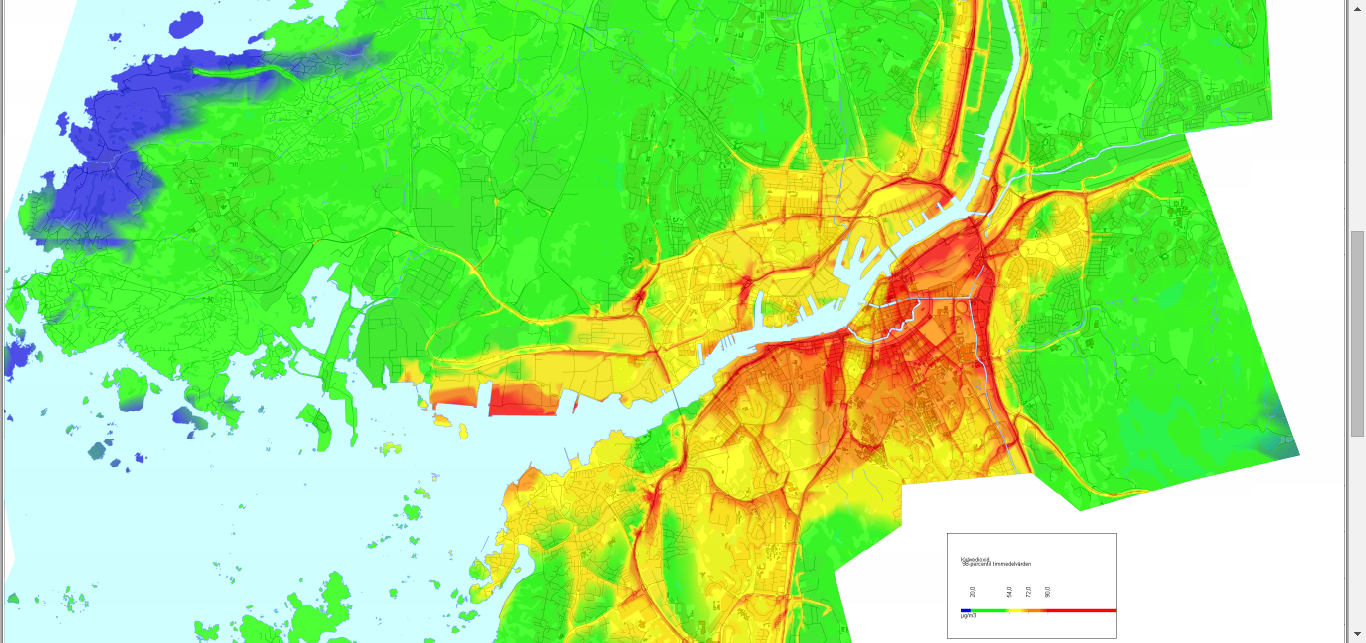 Kvävedioxid,
98-percentil timmedelvärden
20,0 54,0 72,0 90,0
µg/m3